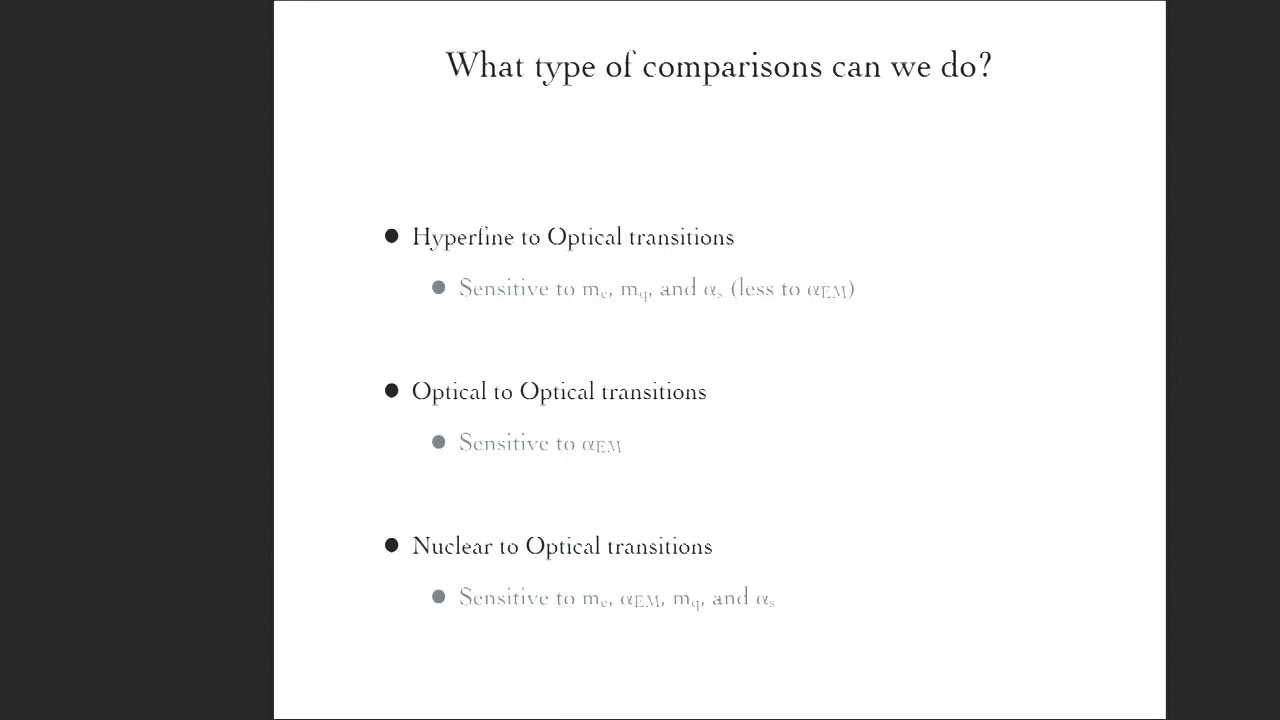 What type of comparisons can we do?
● Hyperfine to Optical transitions
● Sensitive to mₑ, m_q, and αₛ (less to α_EM)
● Optical to Optical transitions
● Sensitive to α_EM
● Nuclear to Optical transitions
● Sensitive to mₑ, α_EM, m_q, and αₛ